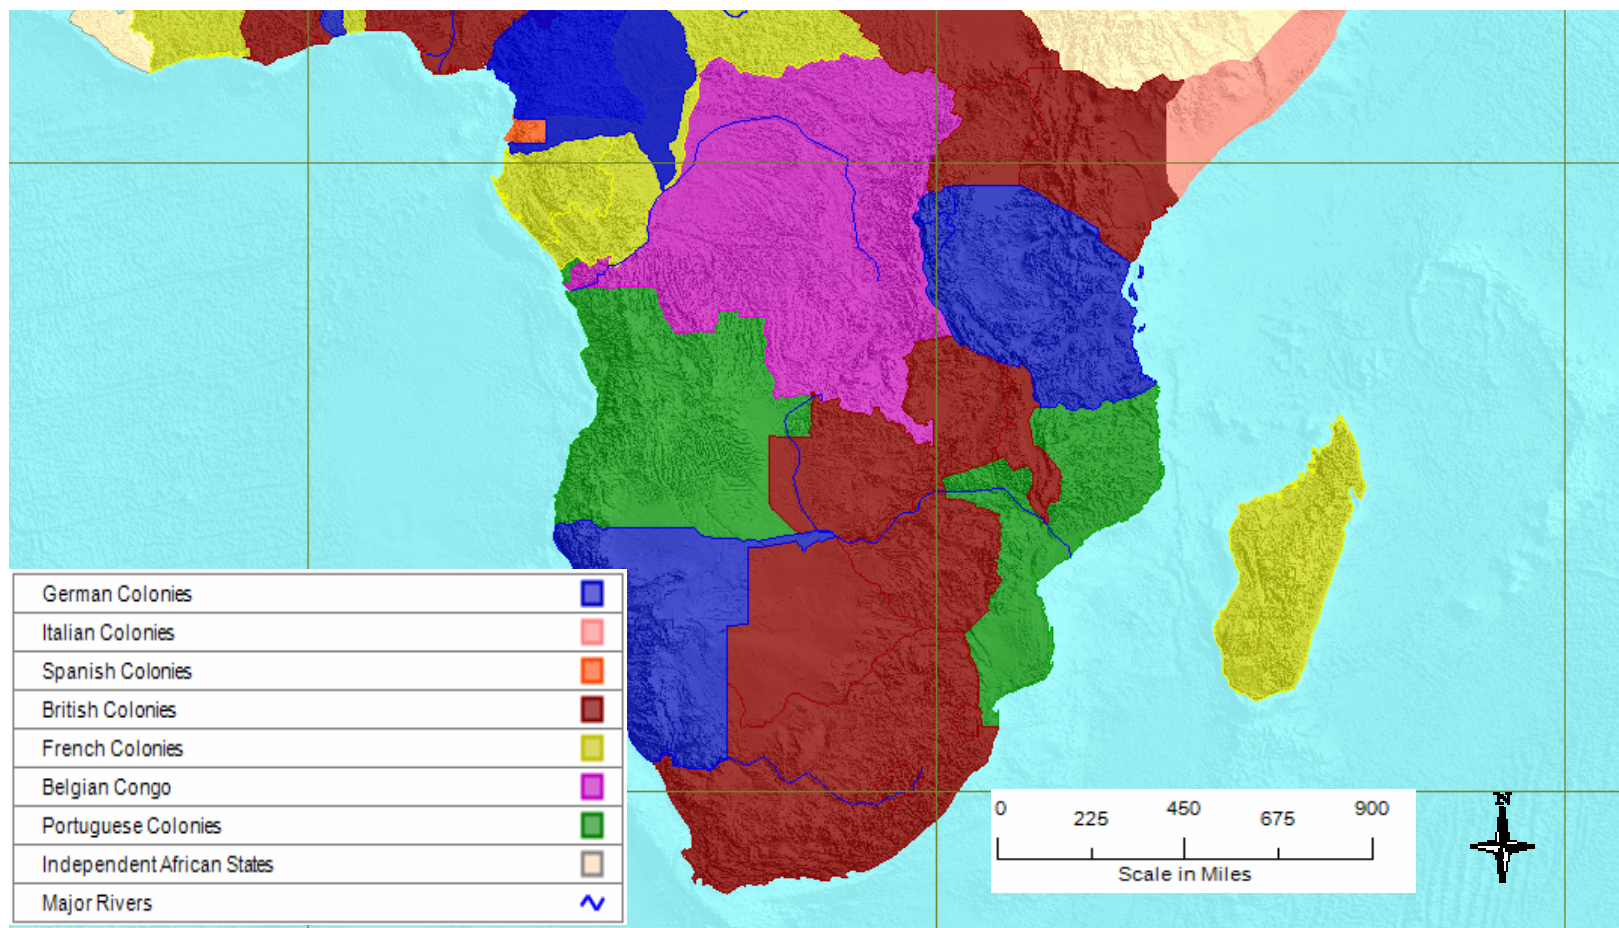 German Colonies
Italian Colonies
Spanish Colonies
British Colonies
French Colonies
Belgian Congo
Portuguese Colonies
Independent African States
Major Rivers
0 225 450 675 900
Scale in Miles
N